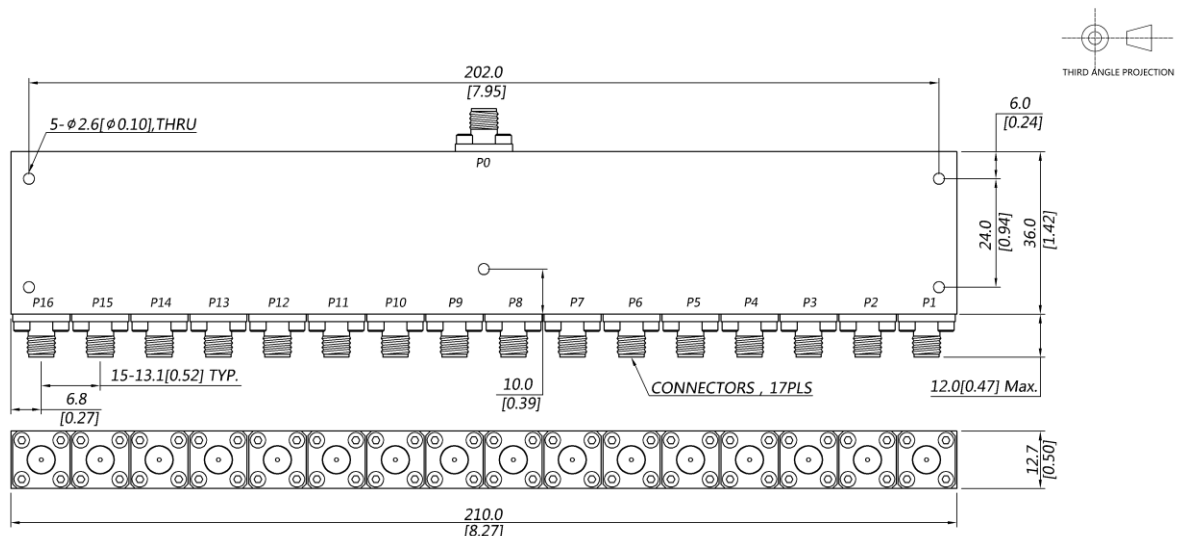 THIRD ANGLE PROJECTION
202.0
[7.95]
6.0
[0.24]
5-ϕ2.6[ϕ0.10],THRU
P0
24.0
[0.94]
36.0
[1.42]
P16 P15 P14 P13 P12 P11 P10 P9 P8 P7 P6 P5 P4 P3 P2 P1
15-13.1[0.52] TYP.
10.0
[0.39]
CONNECTORS , 17PLS
12.0[0.47] Max.
6.8
[0.27]
12.7
[0.50]
210.0
[8.27]